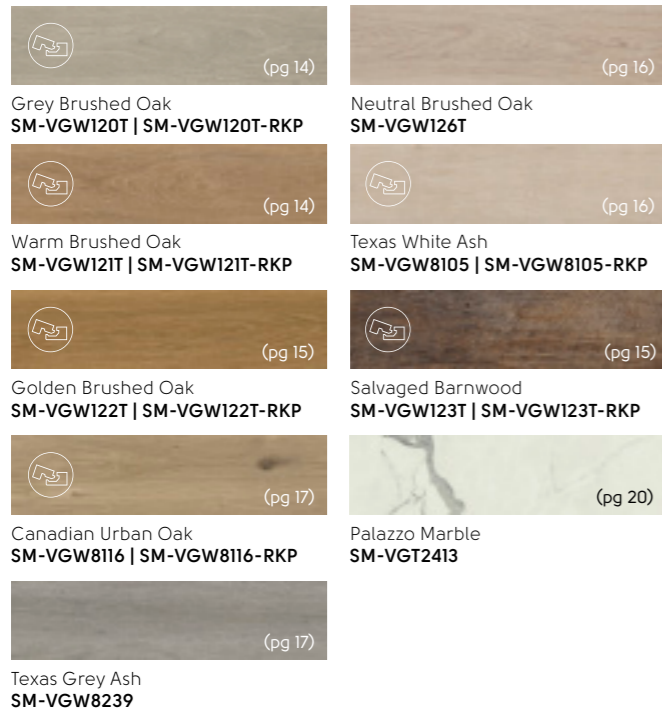 (pg 14)
Grey Brushed Oak
SM-VGW120T | SM-VGW120T-RKP
(pg 16)
Neutral Brushed Oak
SM-VGW126T
(pg 14)
Warm Brushed Oak
SM-VGW121T | SM-VGW121T-RKP
(pg 16)
Texas White Ash
SM-VGW8105 | SM-VGW8105-RKP
(pg 15)
Golden Brushed Oak
SM-VGW122T | SM-VGW122T-RKP
(pg 15)
Salvaged Barnwood
SM-VGW123T | SM-VGW123T-RKP
(pg 17)
Canadian Urban Oak
SM-VGW8116 | SM-VGW8116-RKP
(pg 20)
Palazzo Marble
SM-VGT2413
(pg 17)
Texas Grey Ash
SM-VGW8239